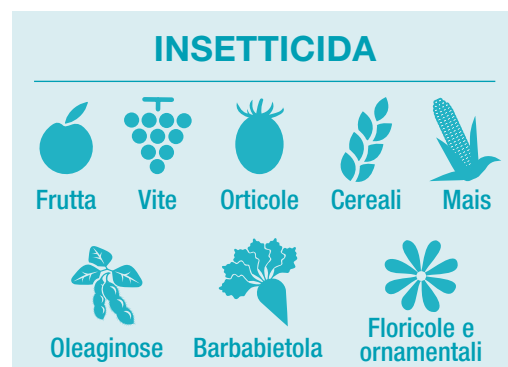 INSETTICIDA
Frutta Vite Orticole Cereali Mais
Oleaginose Barbabietola Floricole e
ornamentali